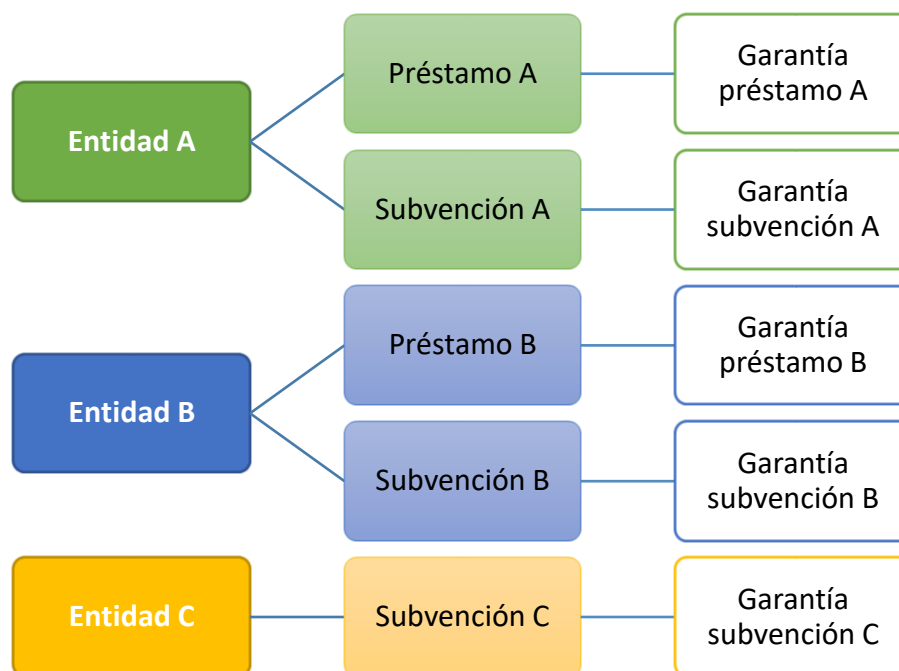 Entidad A
Préstamo A
Garantía
préstamo A
Subvención A
Garantía
subvención A
Entidad B
Préstamo B
Garantía
préstamo B
Subvención B
Garantía
subvención B
Entidad C
Subvención C
Garantía
subvención C